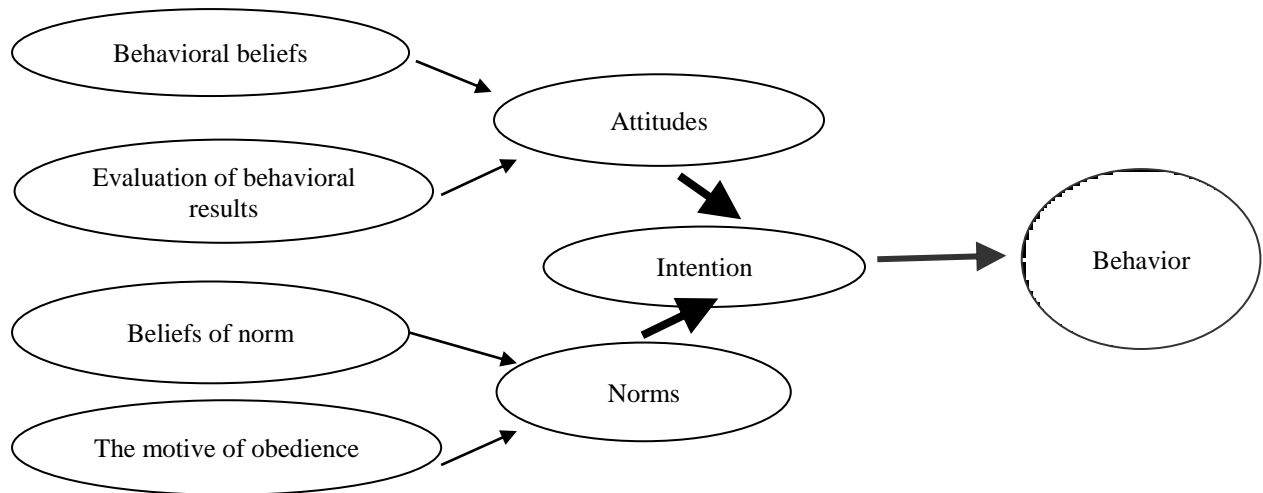 Behavioral beliefs
Attitudes
Evaluation of behavioral
results
Intention
Behavior
Beliefs of norm
Norms
The motive of obedience